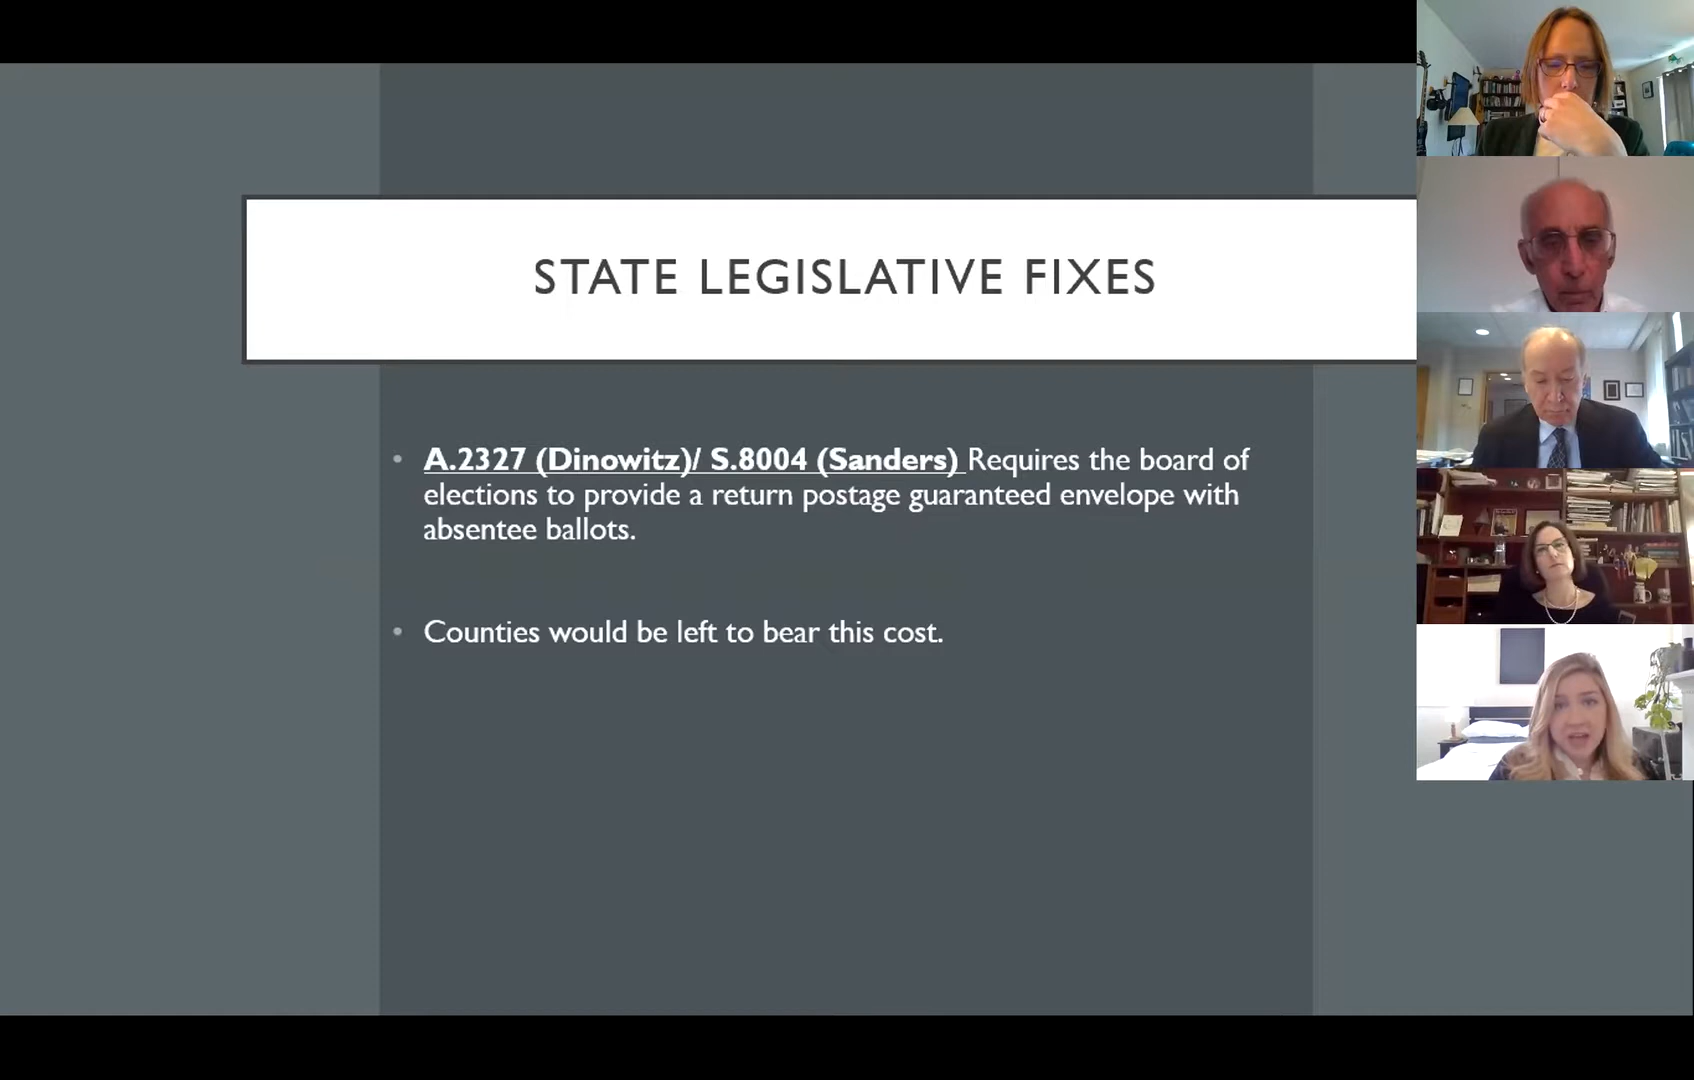 STATE LEGISLATIVE FIXES
• A.2327 (Dinowitz)/ S.8004 (Sanders) Requires the board of
elections to provide a return postage guaranteed envelope with
absentee ballots.
• Counties would be left to bear this cost.